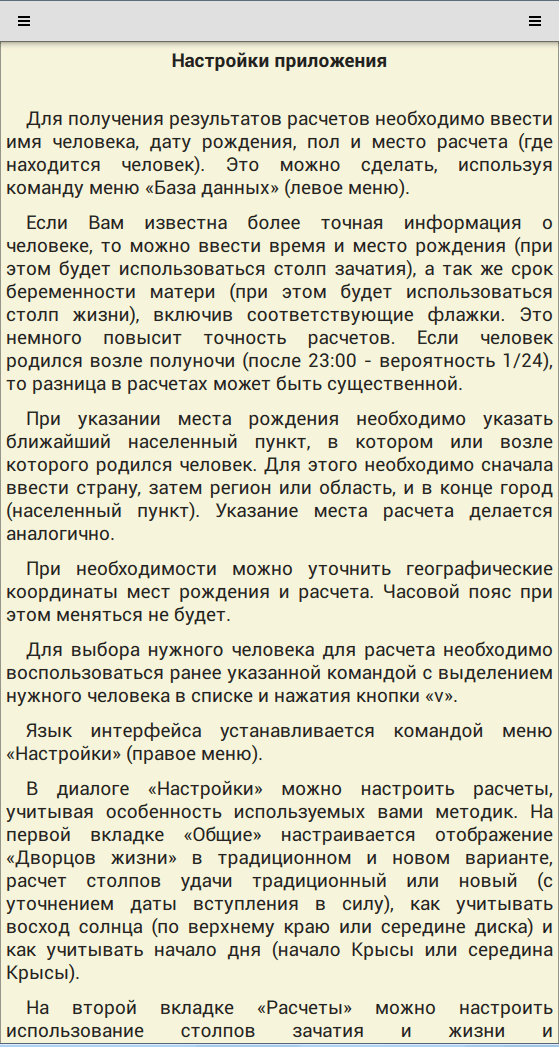 Настройки приложения
Для получения результатов расчетов необходимо ввести
имя человека, дату рождения, пол и место расчета (где
находится человек). Это можно сделать, используя
команду меню «База данных» (левое меню).
Если Вам известна более точная информация о
человеке, то можно ввести время и место рождения (при
этом будет использоваться столп зачатия), а так же срок
беременности матери (при этом будет использоваться
столп жизни), включив соответствующие флажки. Это
немного повысит точность расчетов. Если человек
родился возле полуночи (после 23:00 - вероятность 1/24),
то разница в расчетах может быть существенной.
При указании места рождения необходимо указать
ближайший населенный пункт, в котором или возле
которого родился человек. Для этого необходимо сначала
ввести страну, затем регион или область, и в конце город
(населенный пункт). Указание места расчета делается
аналогично.
При необходимости можно уточнить географические
координаты мест рождения и расчета. Часовой пояс при
этом меняться не будет.
Для выбора нужного человека для расчета необходимо
воспользоваться ранее указанной командой с выделением
нужного человека в списке и нажатия кнопки «v».
Язык интерфейса устанавливается командой меню
«Настройки» (правое меню).
В диалоге «Настройки» можно настроить расчеты,
учитывая особенность используемых вами методик. На
первой вкладке «Общие» настраивается отображение
«Дворцов жизни» в традиционном и новом варианте,
расчет столпов удачи традиционный или новый (с
уточнением даты вступления в силу), как учитывать
восход солнца (по верхнему краю или середине диска) и
как учитывать начало дня (начало Крысы или середина
Крысы).
На второй вкладке «Расчеты» можно настроить
использование столпов зачатия и жизни и